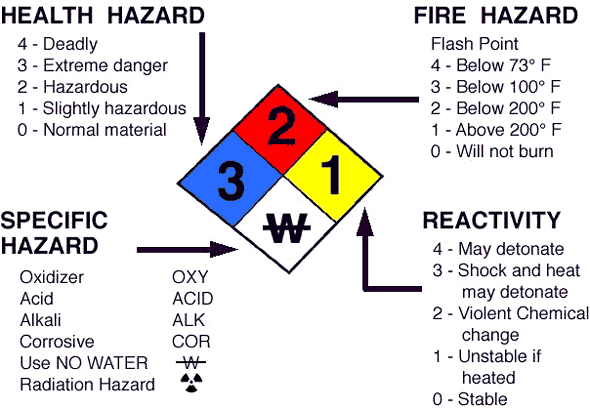 HEALTH HAZARD
4 - Deadly
3 - Extreme danger
2 - Hazardous
1 - Slightly hazardous
0 - Normal material
FIRE HAZARD
Flash Point
4 - Below 73° F
3 - Below 100° F
2 - Below 200° F
1 - Above 200° F
0 - Will not burn
2
3
1
W
SPECIFIC
HAZARD
Oxidizer OXY
Acid ACID
Alkali ALK
Corrosive COR
Use NO WATER W
Radiation Hazard
REACTIVITY
4 - May detonate
3 - Shock and heat
may detonate
2 - Violent Chemical
change
1 - Unstable if
heated
0 - Stable